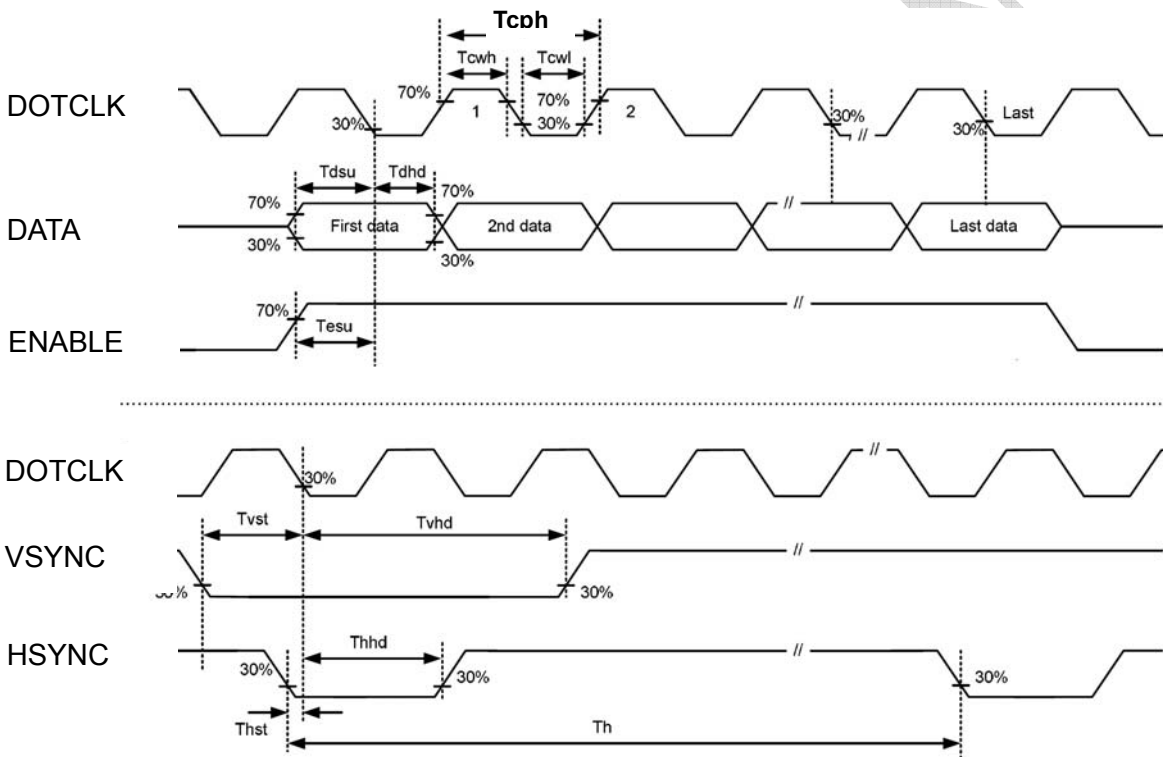 Tcph
Tcwh Tcwl
DOTCLK 70% 70% 1 2 30% 30% 30% // 30% Last
Tdsu Tdhd
70% 70% //
DATA First data 2nd data Last data
30% 30%
70% //
ENABLE Tesu
DOTCLK 30% //
Tvst Tvhd
VSYNC //
% 30%
HSYNC Thhd //
30% 30% 30%
Thst Th